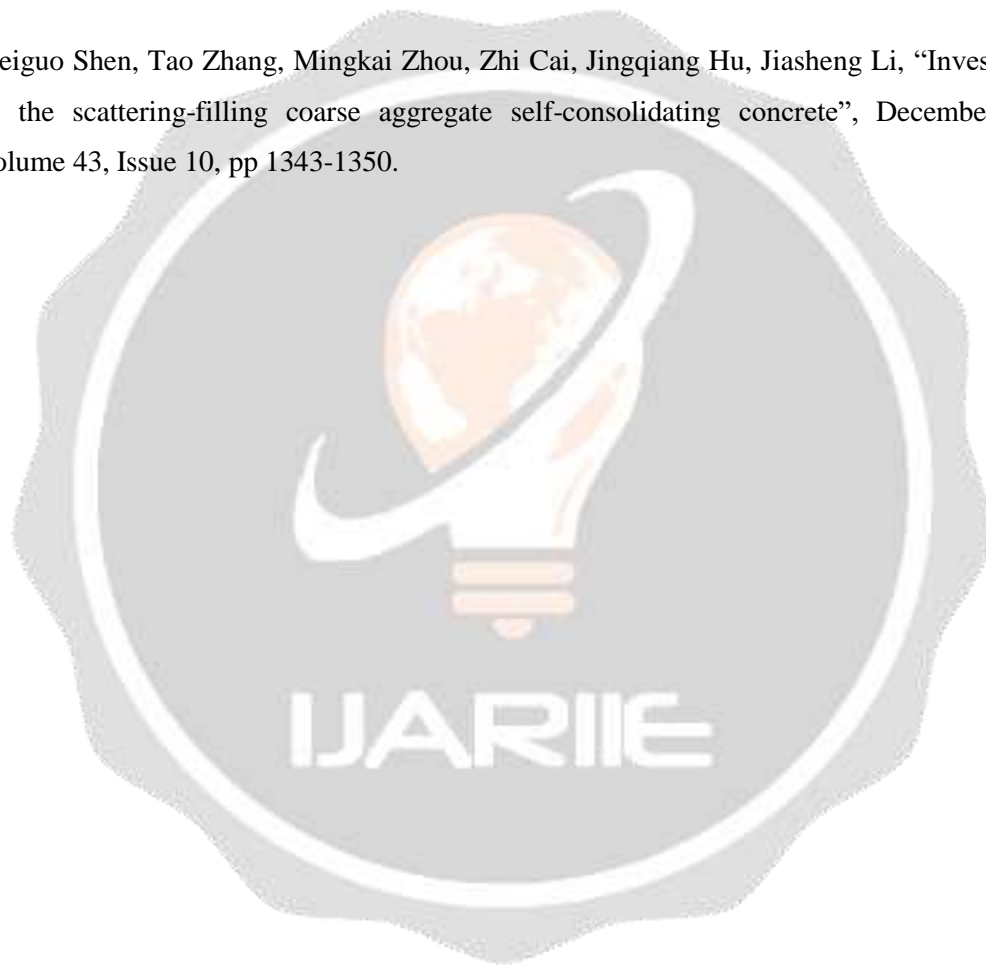 eiguo Shen, Tao Zhang, Mingkai Zhou, Zhi Cai, Jingqiang Hu, Jiasheng Li, “Inves
the scattering-filling coarse aggregate self-consolidating concrete”, Decembe
olume 43, Issue 10, pp 1343-1350.
IJARIIE